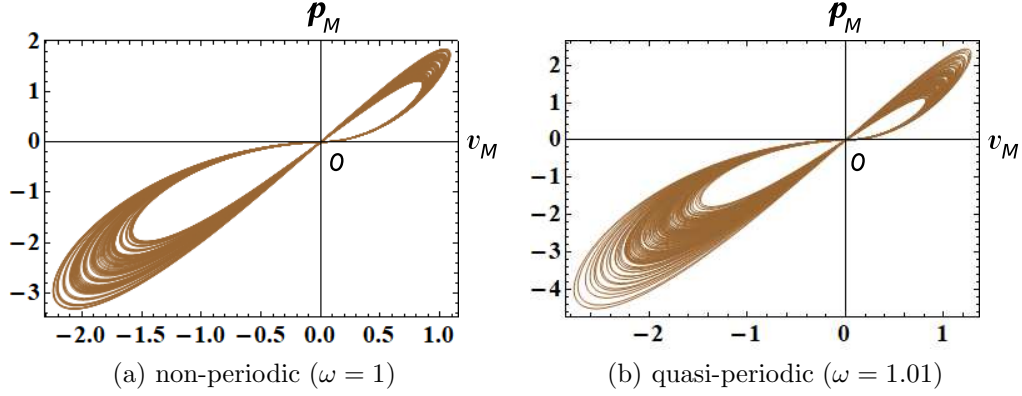 p_M p_M
2 1 0 −1 −2 −3
v_M
O
−2.0 −1.5 −1.0 −0.5 0.0 0.5 1.0
2 1 0 −1 −2 −3 −4
v_M
O
−2 −1 0 1
(a) non-periodic (ω = 1)
(b) quasi-periodic (ω = 1.01)